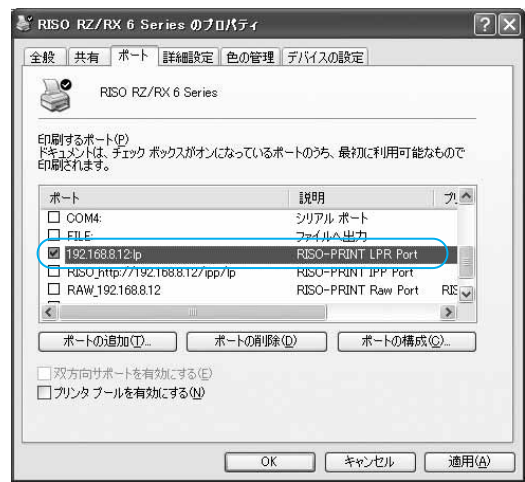 RISO RZ/RX 6 Series のプロパティ
全般 共有 ポート 詳細設定 色の管理 デバイスの設定
RISO RZ/RX 6 Series
印刷するポート(P)
ドキュメントは、チェック ボックスがオンになっているポートのうち、最初に利用可能なもので
印刷されます。
ポート 説明 プ
COM4: シリアル ポート
FILE: ファイルへ出力
192.168.8.12:lp RISO-PRINT LPR Port
RISO_http://192.168.8.12/ipp/lp RISO-PRINT IPP Port
RAW_192.168.8.12 RISO-PRINT Raw Port RIS
ポートの追加(T)... ポートの削除(D) ポートの構成(C)...
双方向サポートを有効にする(E)
プリンタ プールを有効にする(N)
OK キャンセル 適用(A)